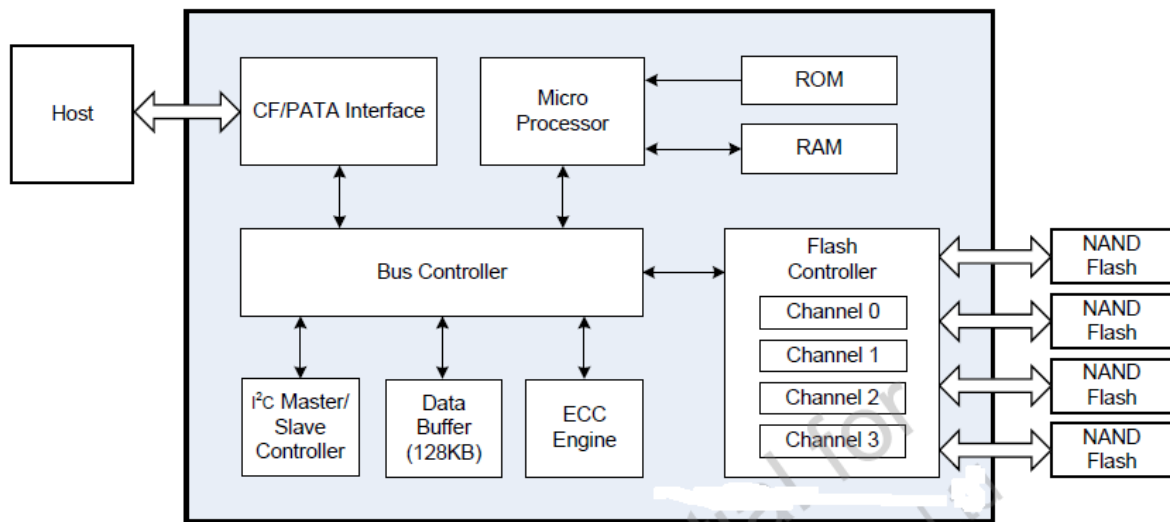 Host
CF/PATA Interface
Micro
Processor
ROM
RAM
Bus Controller
Flash
Controller
Channel 0
Channel 1
Channel 2
Channel 3
NAND
Flash
NAND
Flash
NAND
Flash
NAND
Flash
I²C Master/
Slave
Controller
Data
Buffer
(128KB)
ECC
Engine
for